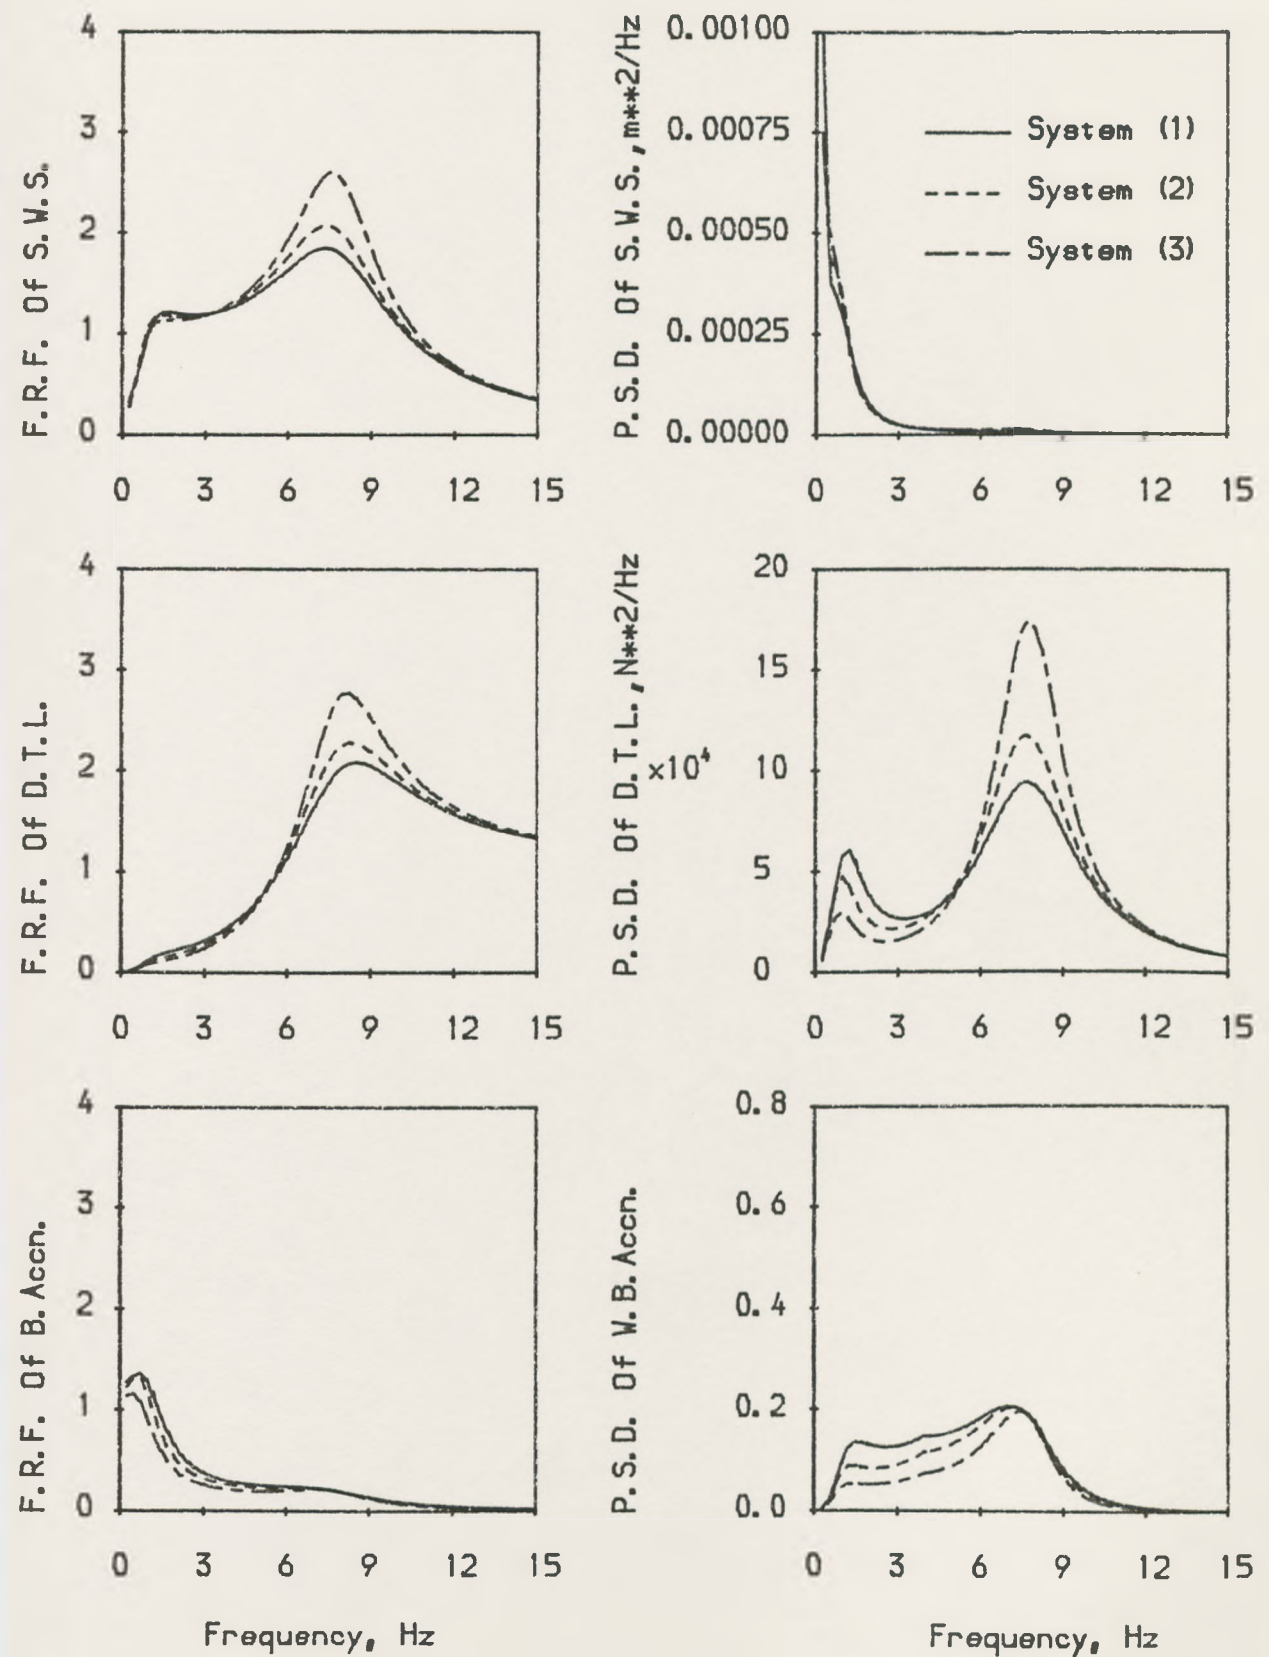 F.R.F. Of S.W.S.
4
3
2
1
0
0 3 6 9 12 15
P.S.D. Of S.W.S.,m**2/Hz
0.00100
0.00075
0.00050
0.00025
0.00000
0 3 6 9 12 15
System (1)
System (2)
System (3)
F.R.F. Of D.T.L.
4
3
2
1
0
0 3 6 9 12 15
P.S.D. Of D.T.L.,N**2/Hz
×10⁴
20
15
10
5
0
0 3 6 9 12 15
F.R.F. Of B.Accn.
4
3
2
1
0
0 3 6 9 12 15
Frequency, Hz
P.S.D. Of W.B.Accn.
0.8
0.6
0.4
0.2
0.0
0 3 6 9 12 15
Frequency, Hz